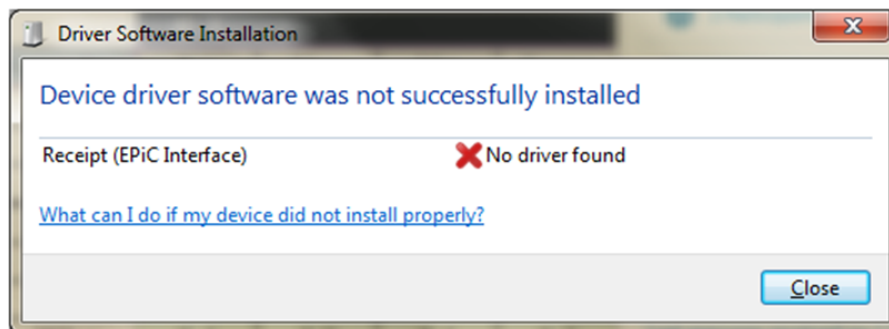 Driver Software Installation
Device driver software was not successfully installed
Receipt (EPiC Interface) No driver found
What can I do if my device did not install properly?
Close